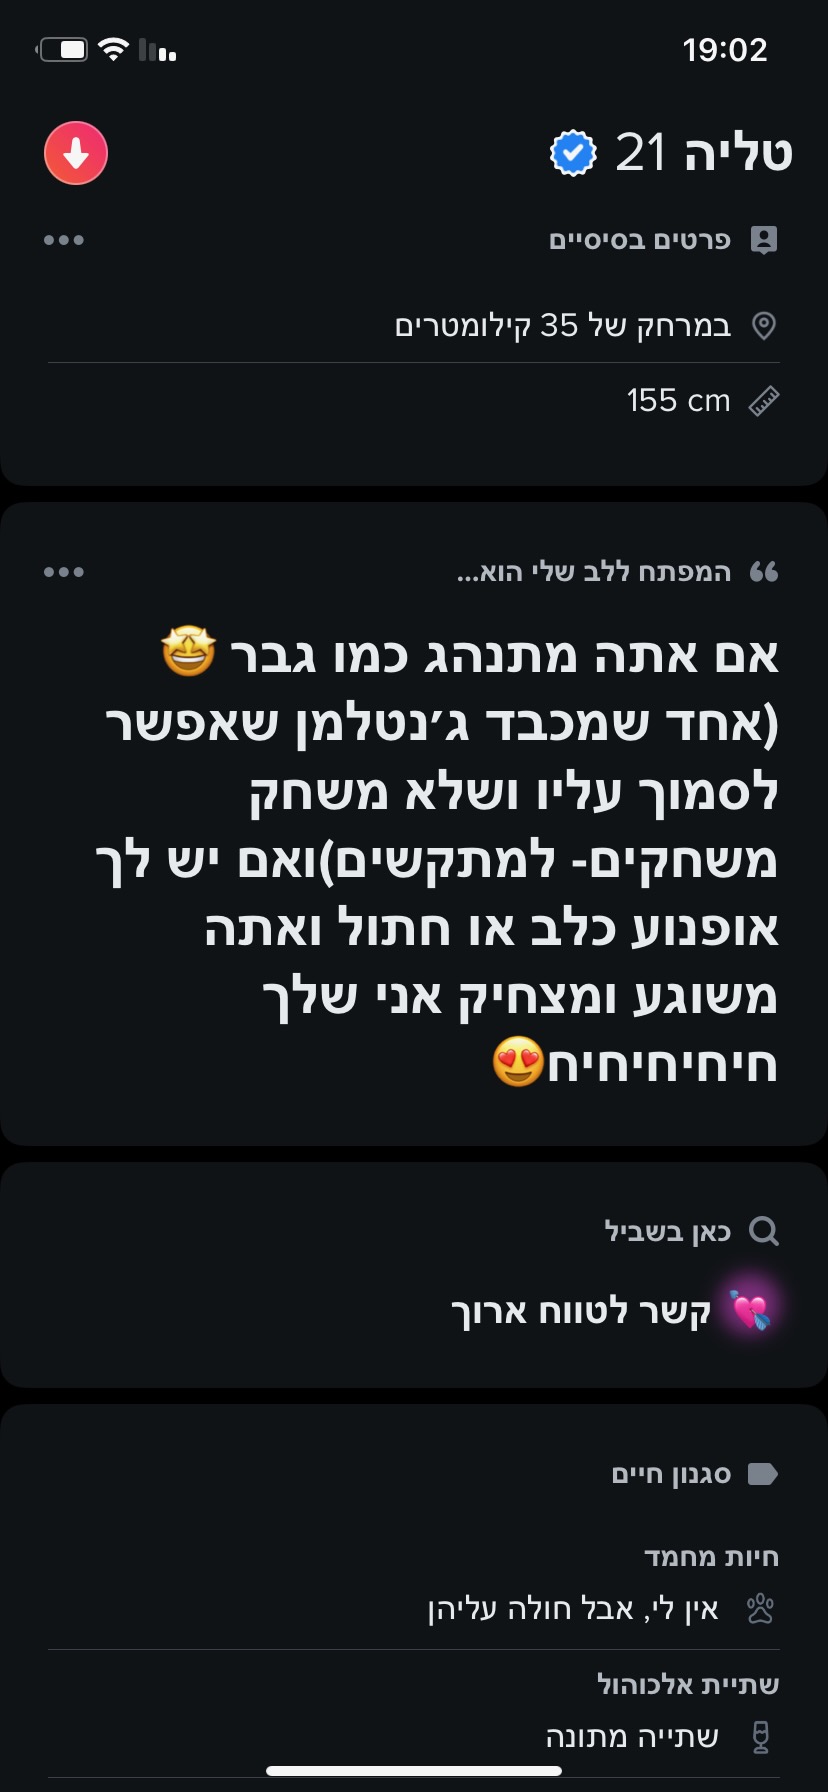 19:02
טליה 21
פרטים בסיסיים
במרחק של 35 קילומטרים
155 cm
המפתח ללב שלי הוא...
אם אתה מתנהג כמו גבר 🤩
(אחד שמכבד ג׳נטלמן שאפשר
לסמוך עליו ושלא משחק
משחקים- למתקשים)ואם יש לך
אופנוע כלב או חתול ואתה
משוגע ומצחיק אני שלך
חיחיחיחיח😍
כאן בשביל
💘 קשר לטווח ארוך
סגנון חיים
חיות מחמד
אין לי, אבל חולה עליהן
שתיית אלכוהול
שתייה מתונה